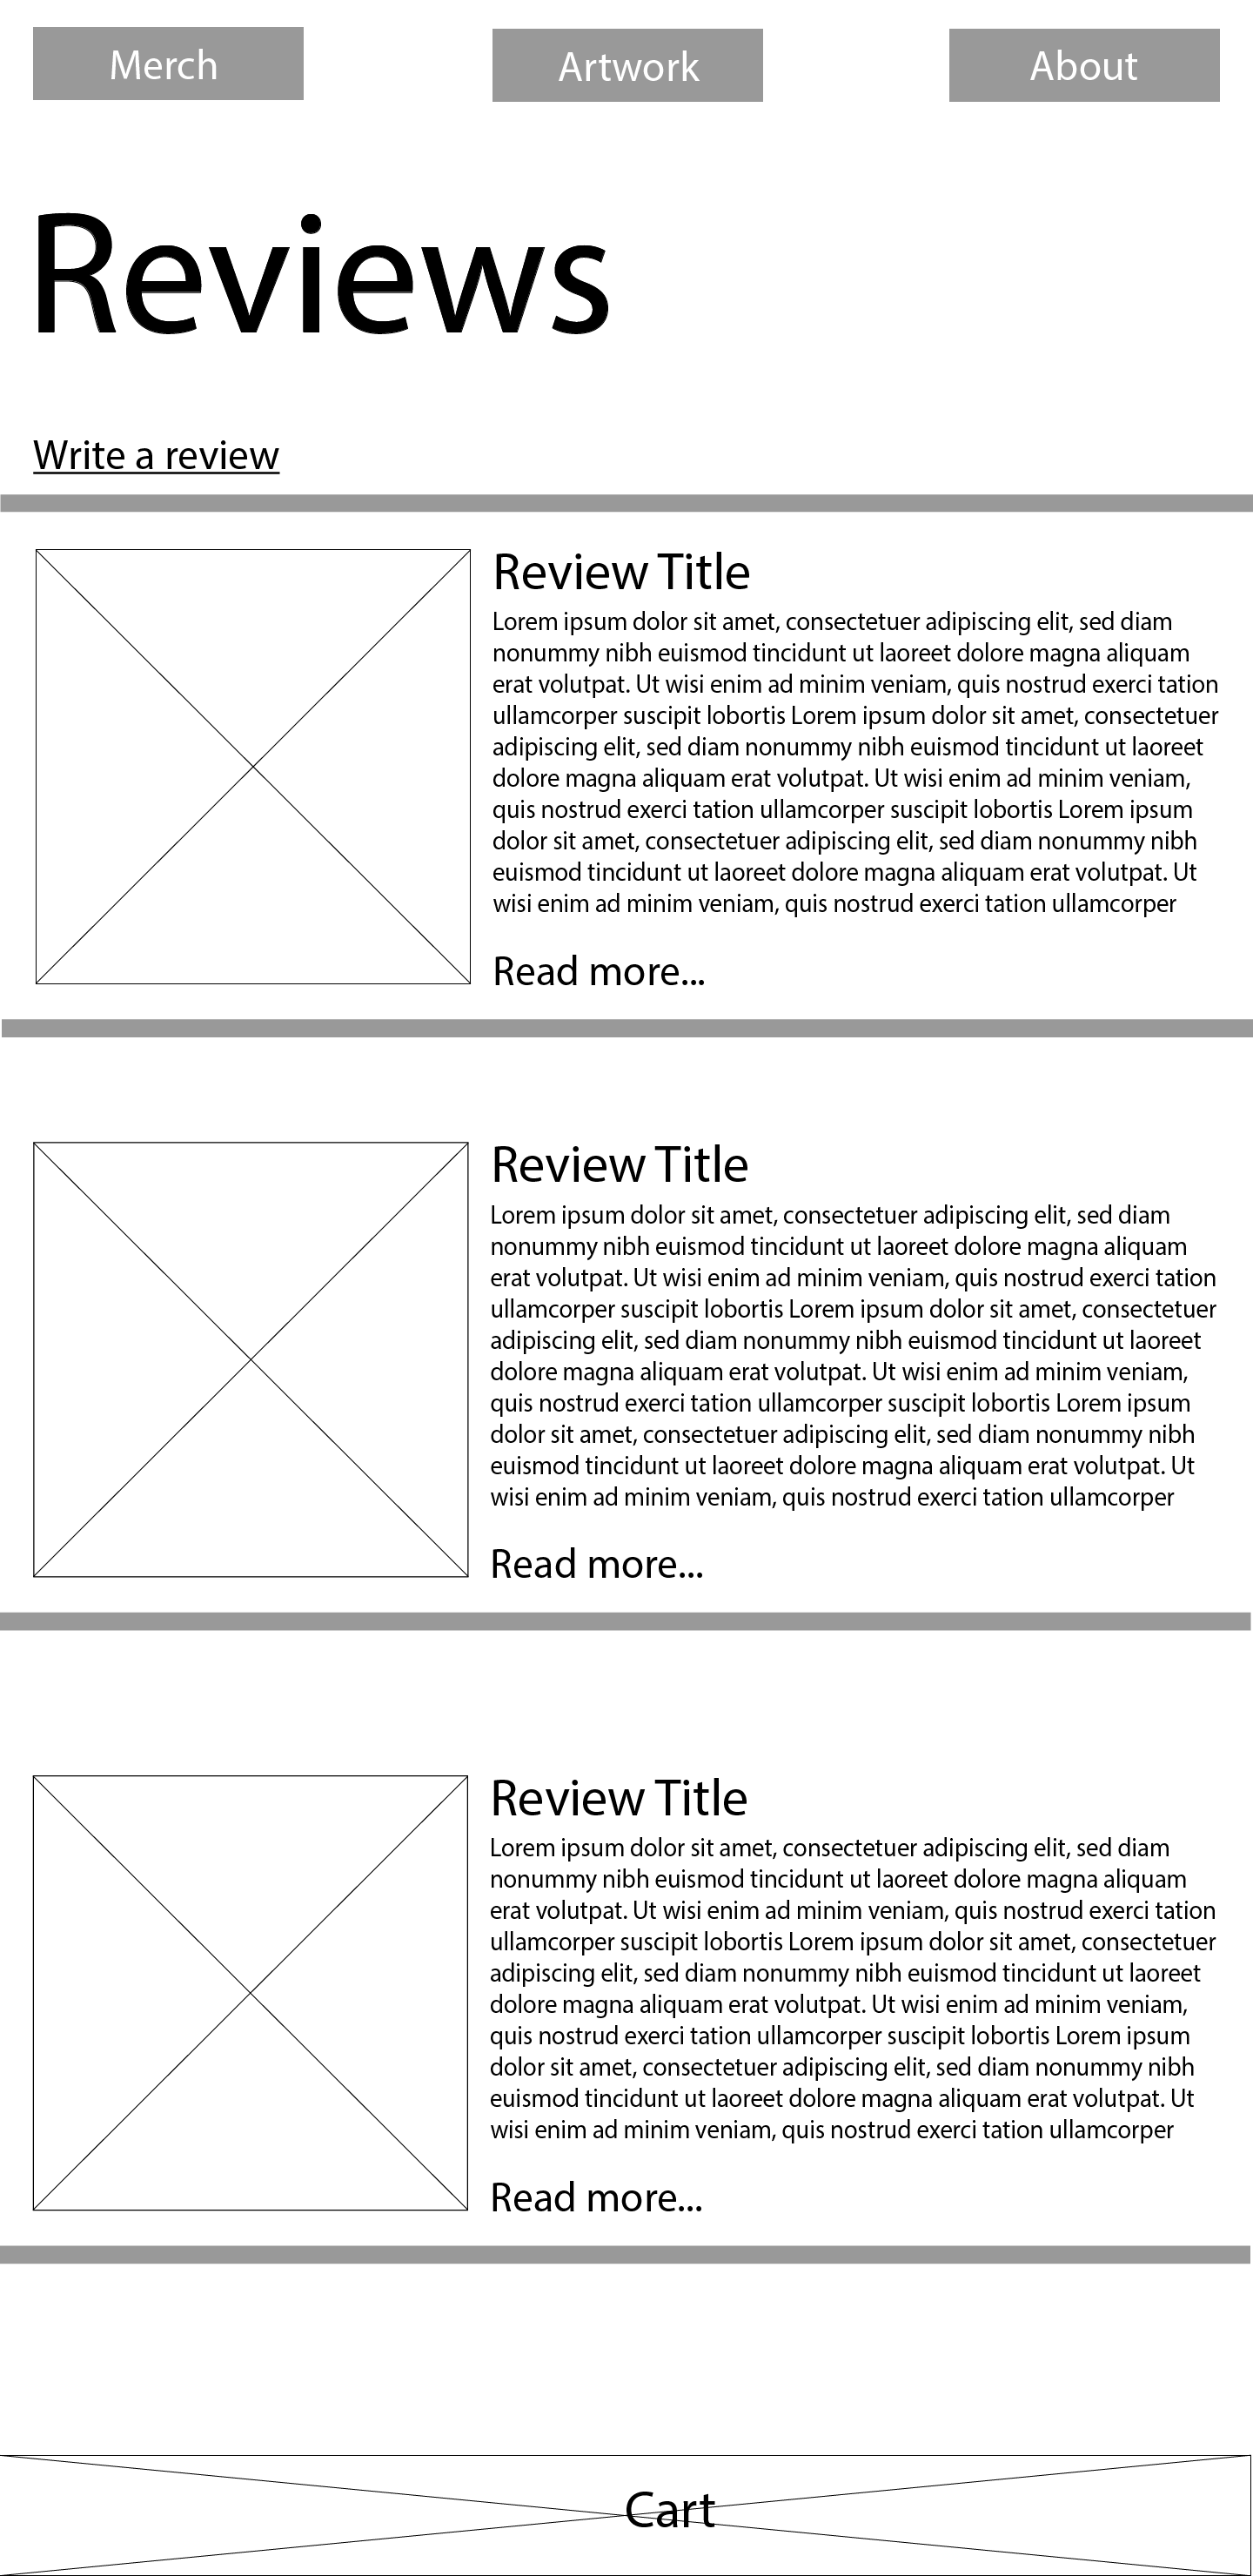 Merch Artwork About
Reviews
Write a review
Review Title
Lorem ipsum dolor sit amet, consectetuer adipiscing elit, sed diam
nonummy nibh euismod tincidunt ut laoreet dolore magna aliquam
erat volutpat. Ut wisi enim ad minim veniam, quis nostrud exerci tation
ullamcorper suscipit lobortis Lorem ipsum dolor sit amet, consectetuer
adipiscing elit, sed diam nonummy nibh euismod tincidunt ut laoreet
dolore magna aliquam erat volutpat. Ut wisi enim ad minim veniam,
quis nostrud exerci tation ullamcorper suscipit lobortis Lorem ipsum
dolor sit amet, consectetuer adipiscing elit, sed diam nonummy nibh
euismod tincidunt ut laoreet dolore magna aliquam erat volutpat. Ut
wisi enim ad minim veniam, quis nostrud exerci tation ullamcorper
Read more...
Review Title
Lorem ipsum dolor sit amet, consectetuer adipiscing elit, sed diam
nonummy nibh euismod tincidunt ut laoreet dolore magna aliquam
erat volutpat. Ut wisi enim ad minim veniam, quis nostrud exerci tation
ullamcorper suscipit lobortis Lorem ipsum dolor sit amet, consectetuer
adipiscing elit, sed diam nonummy nibh euismod tincidunt ut laoreet
dolore magna aliquam erat volutpat. Ut wisi enim ad minim veniam,
quis nostrud exerci tation ullamcorper suscipit lobortis Lorem ipsum
dolor sit amet, consectetuer adipiscing elit, sed diam nonummy nibh
euismod tincidunt ut laoreet dolore magna aliquam erat volutpat. Ut
wisi enim ad minim veniam, quis nostrud exerci tation ullamcorper
Read more...
Review Title
Lorem ipsum dolor sit amet, consectetuer adipiscing elit, sed diam
nonummy nibh euismod tincidunt ut laoreet dolore magna aliquam
erat volutpat. Ut wisi enim ad minim veniam, quis nostrud exerci tation
ullamcorper suscipit lobortis Lorem ipsum dolor sit amet, consectetuer
adipiscing elit, sed diam nonummy nibh euismod tincidunt ut laoreet
dolore magna aliquam erat volutpat. Ut wisi enim ad minim veniam,
quis nostrud exerci tation ullamcorper suscipit lobortis Lorem ipsum
dolor sit amet, consectetuer adipiscing elit, sed diam nonummy nibh
euismod tincidunt ut laoreet dolore magna aliquam erat volutpat. Ut
wisi enim ad minim veniam, quis nostrud exerci tation ullamcorper
Read more...
Cart